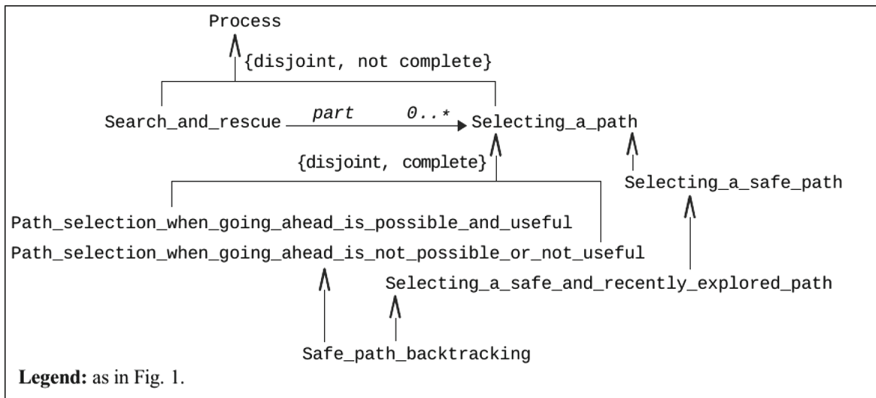 Process
{disjoint, not complete}
Search_and_rescue part 0..* Selecting_a_path
{disjoint, complete}
Selecting_a_safe_path
Path_selection_when_going_ahead_is_possible_and_useful
Path_selection_when_going_ahead_is_not_possible_or_not_useful
Selecting_a_safe_and_recently_explored_path
Safe_path_backtracking
Legend: as in Fig. 1.